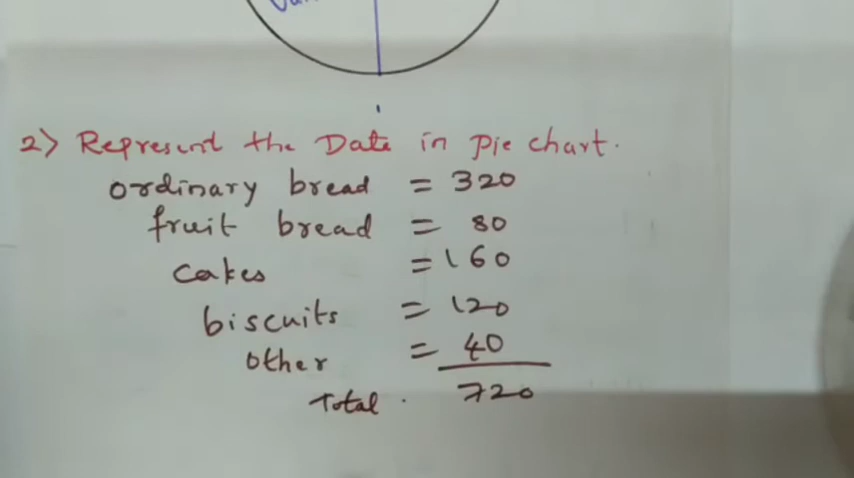 2) Represent the Date in pie chart.
ordinary bread = 320
fruit bread = 80
cakes = 160
biscuits = 120
other = 40
Total. 720